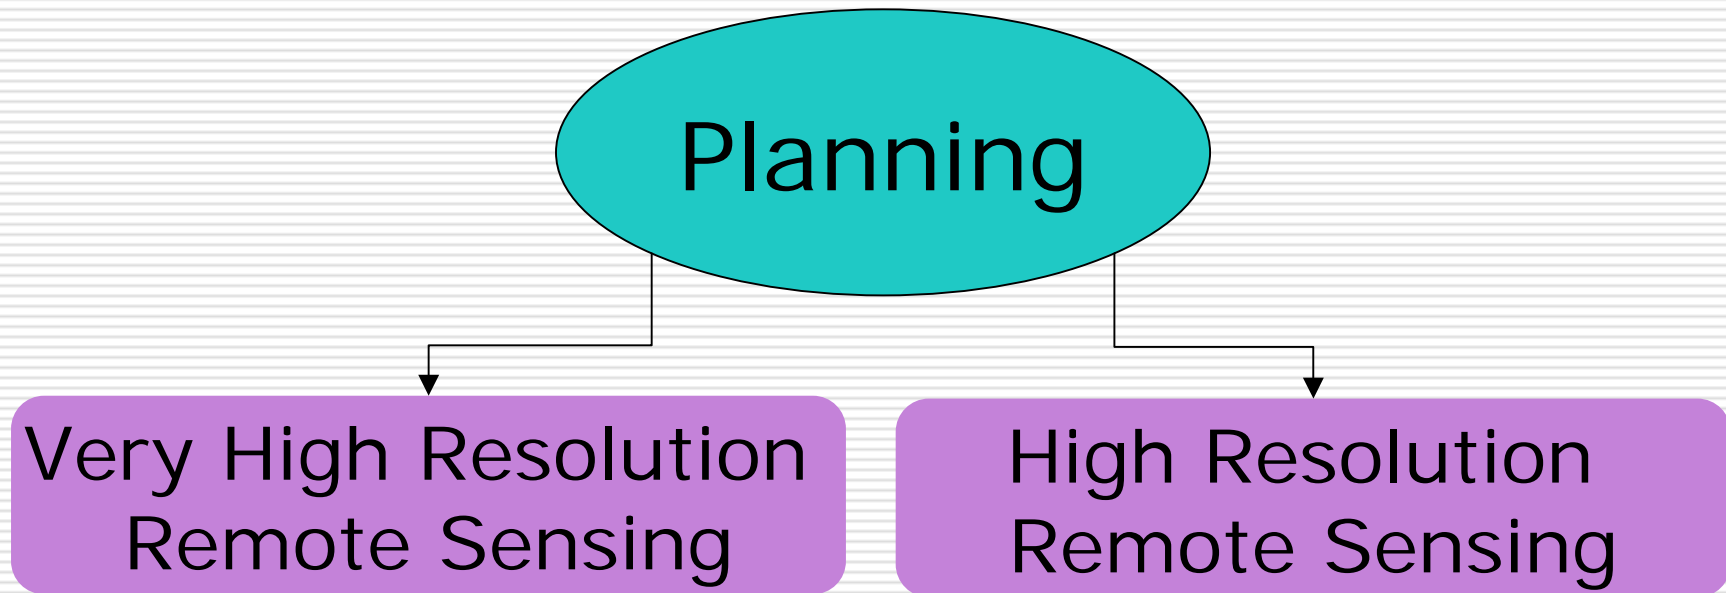 Planning
Very High Resolution
Remote Sensing
High Resolution
Remote Sensing